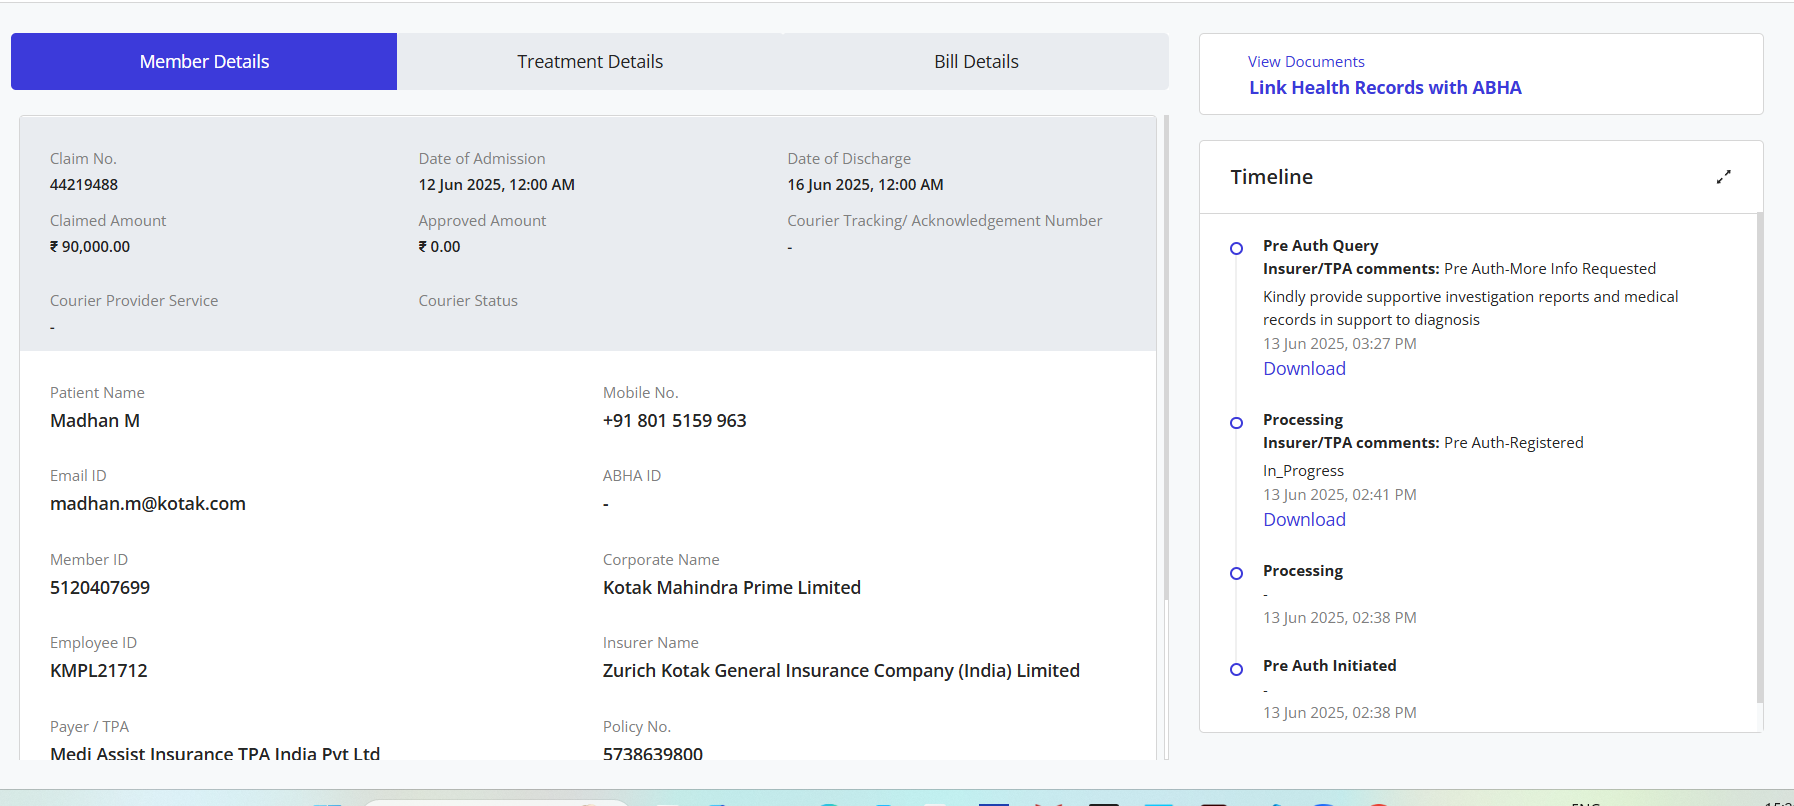 Member Details
Treatment Details
Bill Details
Claim No.
Date of Admission
Date of Discharge
44219488
12 Jun 2025, 12:00 AM
16 Jun 2025, 12:00 AM
Claimed Amount
Approved Amount
Courier Tracking/ Acknowledgement Number
₹ 90,000.00
₹ 0.00
-
Courier Provider Service
Courier Status
-
Patient Name
Mobile No.
Madhan M
+91 801 5159 963
Email ID
ABHA ID
madhan.m@kotak.com
-
Member ID
Corporate Name
5120407699
Kotak Mahindra Prime Limited
Employee ID
Insurer Name
KMPL21712
Zurich Kotak General Insurance Company (India) Limited
Payer / TPA
Policy No.
Medi Assist Insurance TPA India Pvt Ltd
5738639800
View Documents
Link Health Records with ABHA
Timeline
Pre Auth Query
Insurer/TPA comments: Pre Auth-More Info Requested
Kindly provide supportive investigation reports and medical
records in support to diagnosis
13 Jun 2025, 03:27 PM
Download
Processing
Insurer/TPA comments: Pre Auth-Registered
In_Progress
13 Jun 2025, 02:41 PM
Download
Processing
-
13 Jun 2025, 02:38 PM
Pre Auth Initiated
-
13 Jun 2025, 02:38 PM